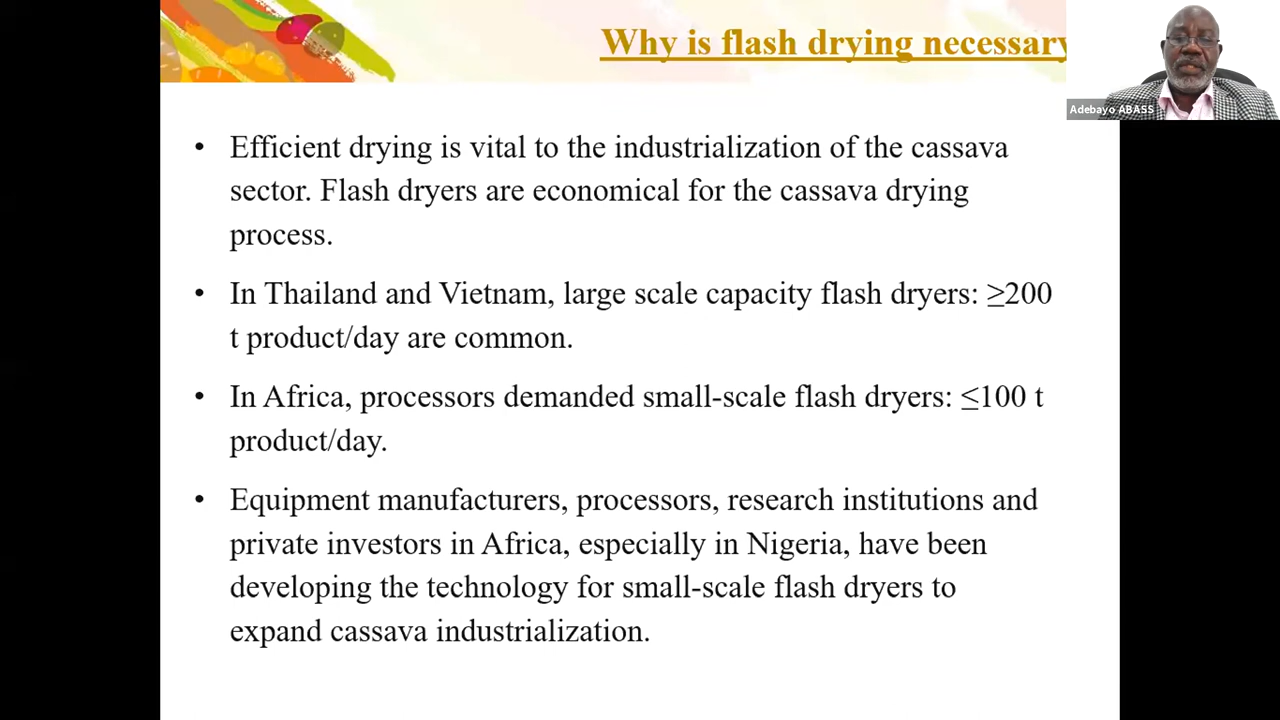 Why is flash drying necessary
Adebayo ABASS
• Efficient drying is vital to the industrialization of the cassava
sector. Flash dryers are economical for the cassava drying
process.
• In Thailand and Vietnam, large scale capacity flash dryers: ≥200
t product/day are common.
• In Africa, processors demanded small-scale flash dryers: ≤100 t
product/day.
• Equipment manufacturers, processors, research institutions and
private investors in Africa, especially in Nigeria, have been
developing the technology for small-scale flash dryers to
expand cassava industrialization.